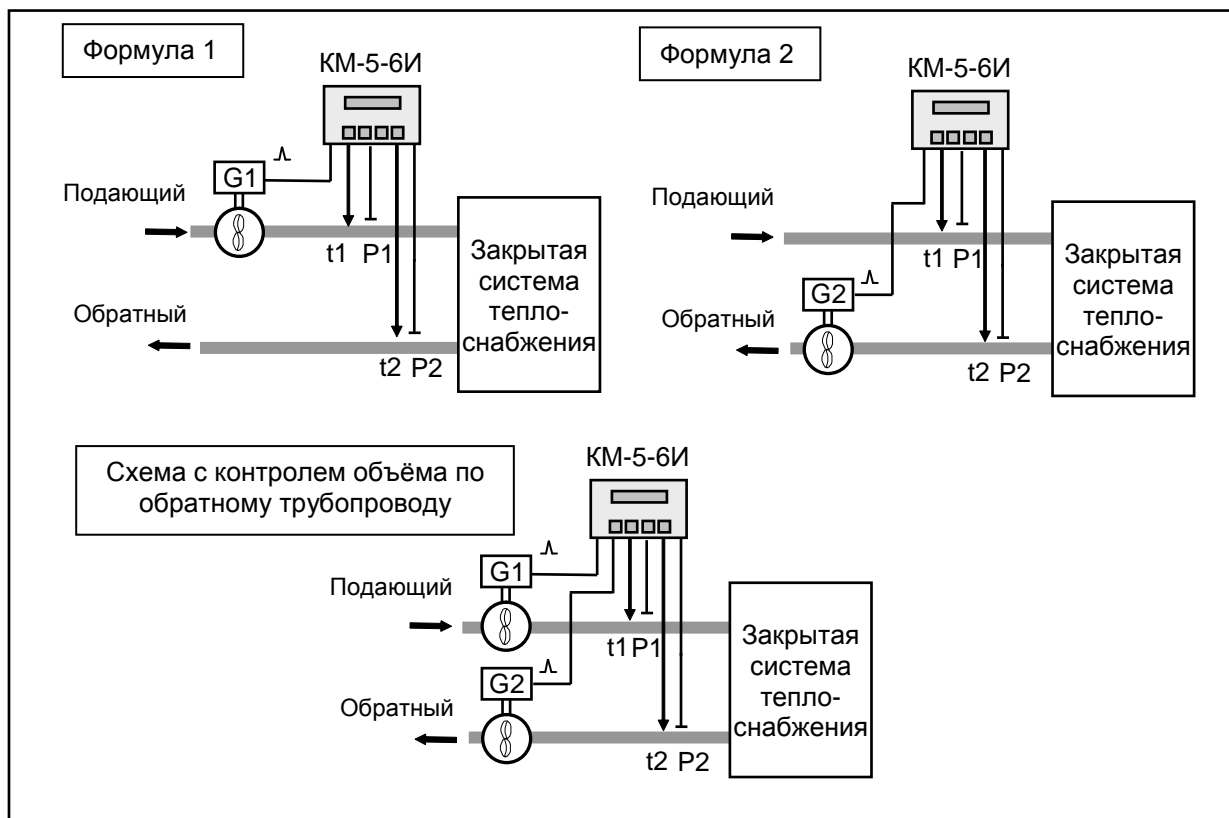 Формула 1
КМ-5-6И
G1
Подающий
t1 P1
Обратный
t2 P2
Закрытая
система
тепло-
снабжения
Формула 2
КМ-5-6И
Подающий
t1 P1
G2
Обратный
t2 P2
Закрытая
система
тепло-
снабжения
Схема с контролем объёма по
обратному трубопроводу
КМ-5-6И
G1
Подающий
t1 P1
G2
Обратный
t2 P2
Закрытая
система
тепло-
снабжения